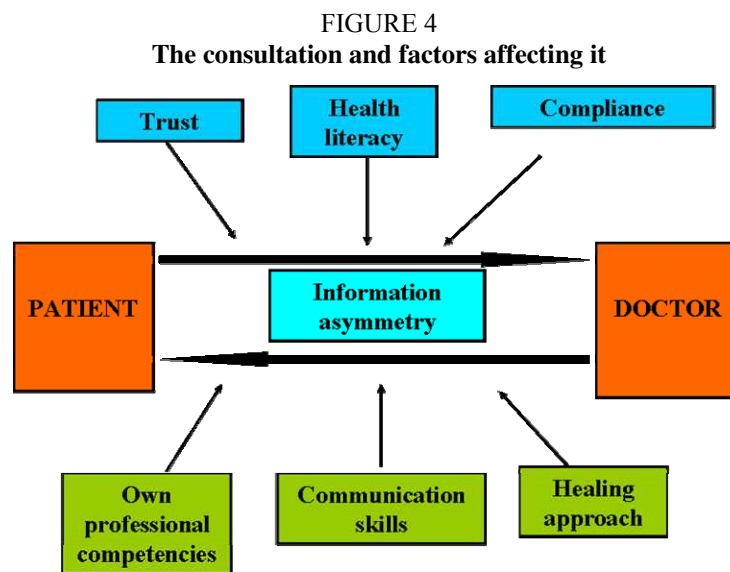 FIGURE 4
The consultation and factors affecting it
Trust
Health
literacy
Compliance
PATIENT
Information
asymmetry
DOCTOR
Own
professional
competencies
Communication
skills
Healing
approach